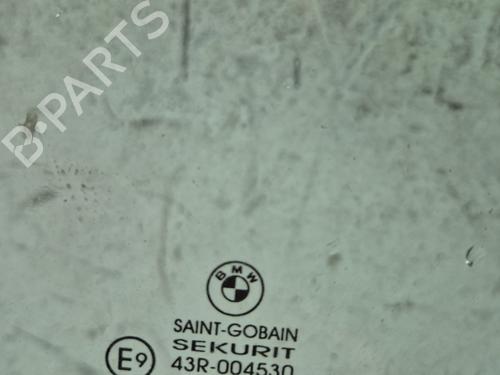 B-PARTS
BMW
SAINT-GOBAIN
SEKURIT
E9 43R-004530